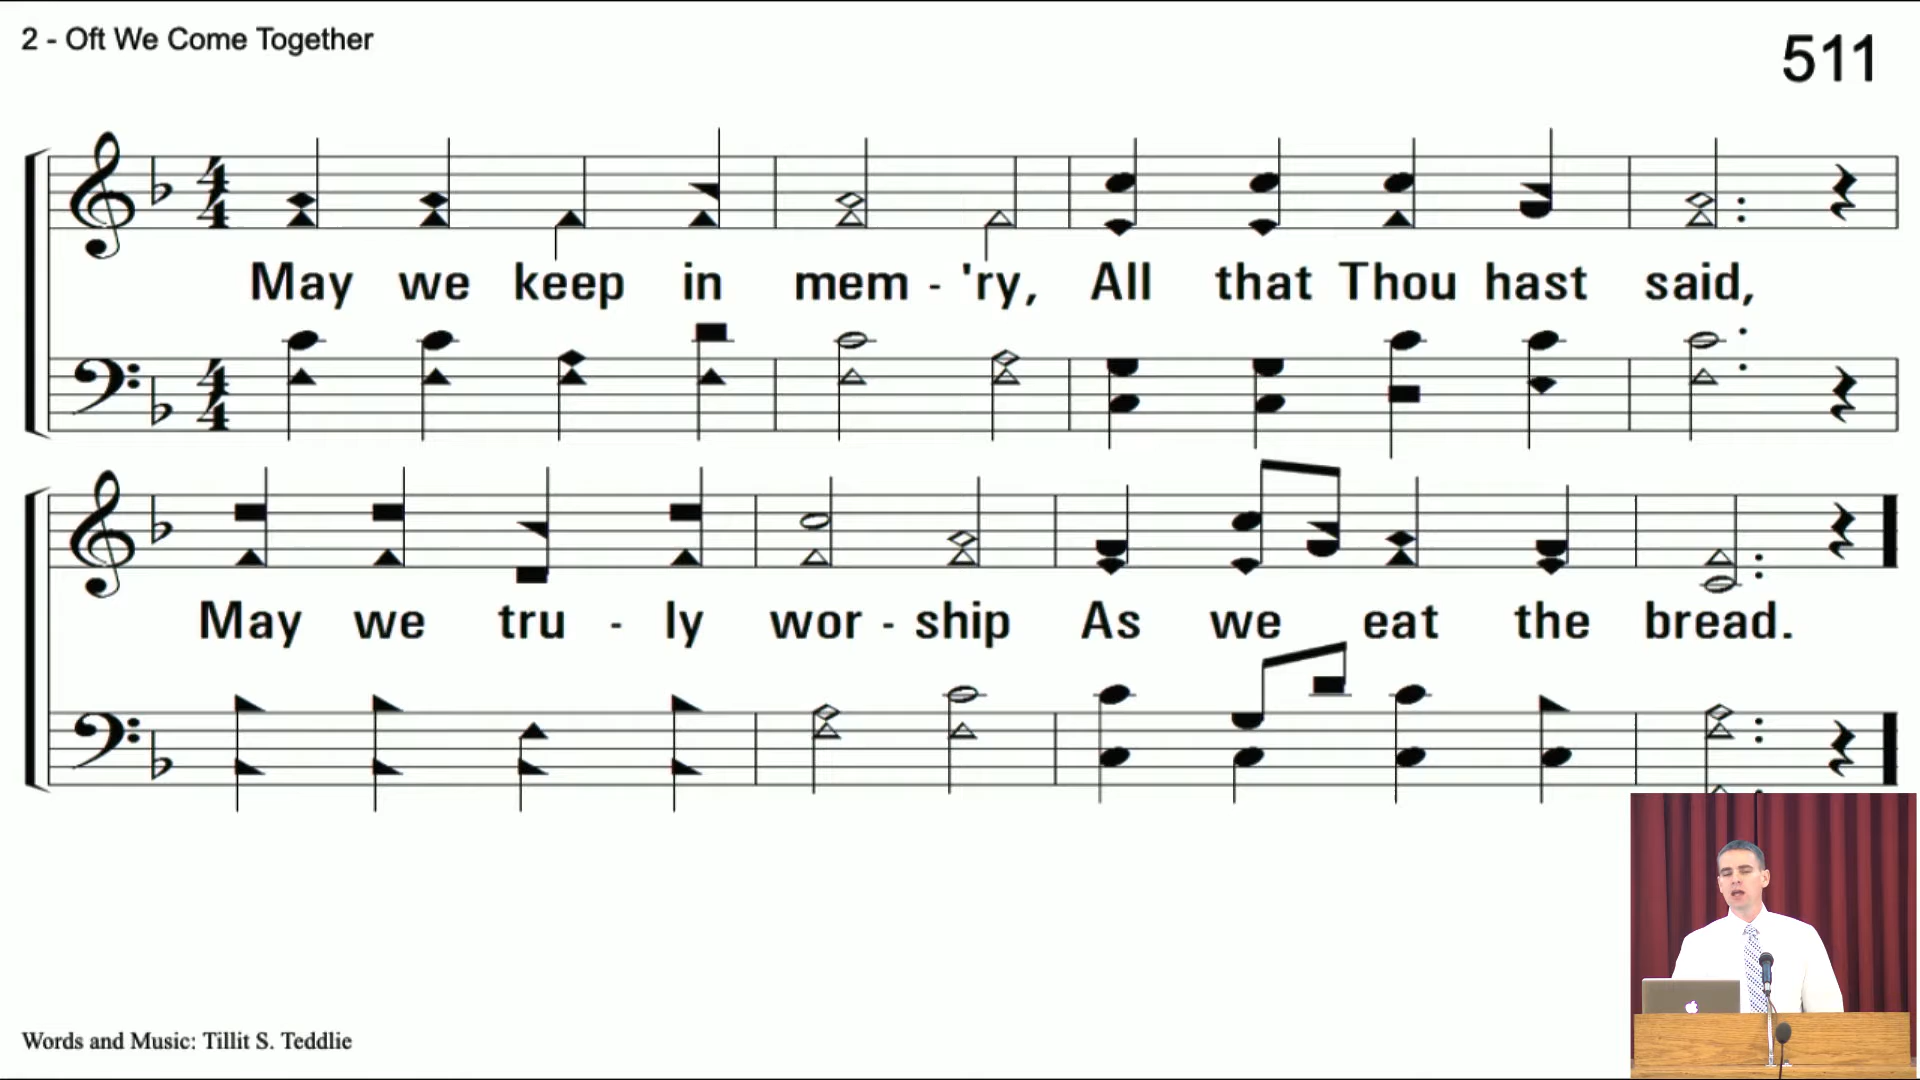 2 - Oft We Come Together
511
May we keep in mem - 'ry, All that Thou hast said,
May we tru - ly wor - ship As we eat the bread.
Words and Music: Tillit S. Teddlie